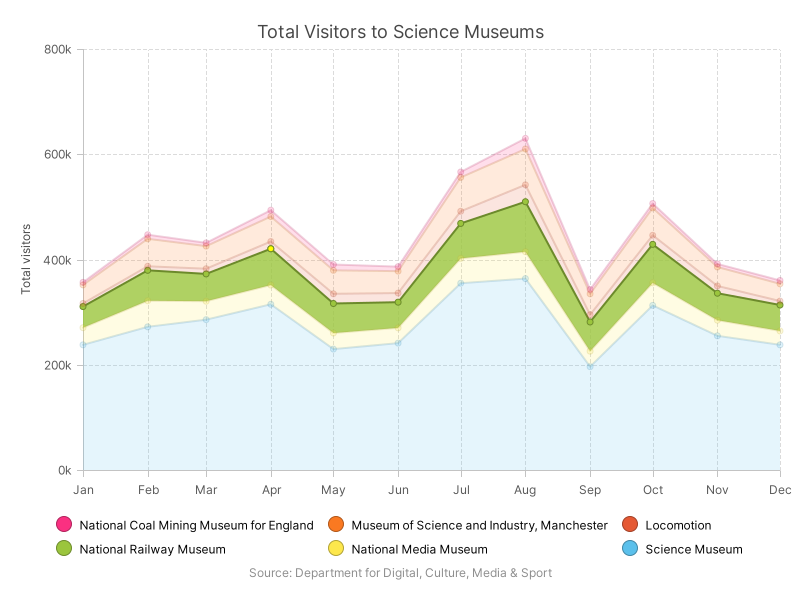 Total Visitors to Science Museums
800k
600k
400k
200k
0k
Total visitors
Jan Feb Mar Apr May Jun Jul Aug Sep Oct Nov Dec
National Coal Mining Museum for England Museum of Science and Industry, Manchester Locomotion
National Railway Museum National Media Museum Science Museum
Source: Department for Digital, Culture, Media & Sport